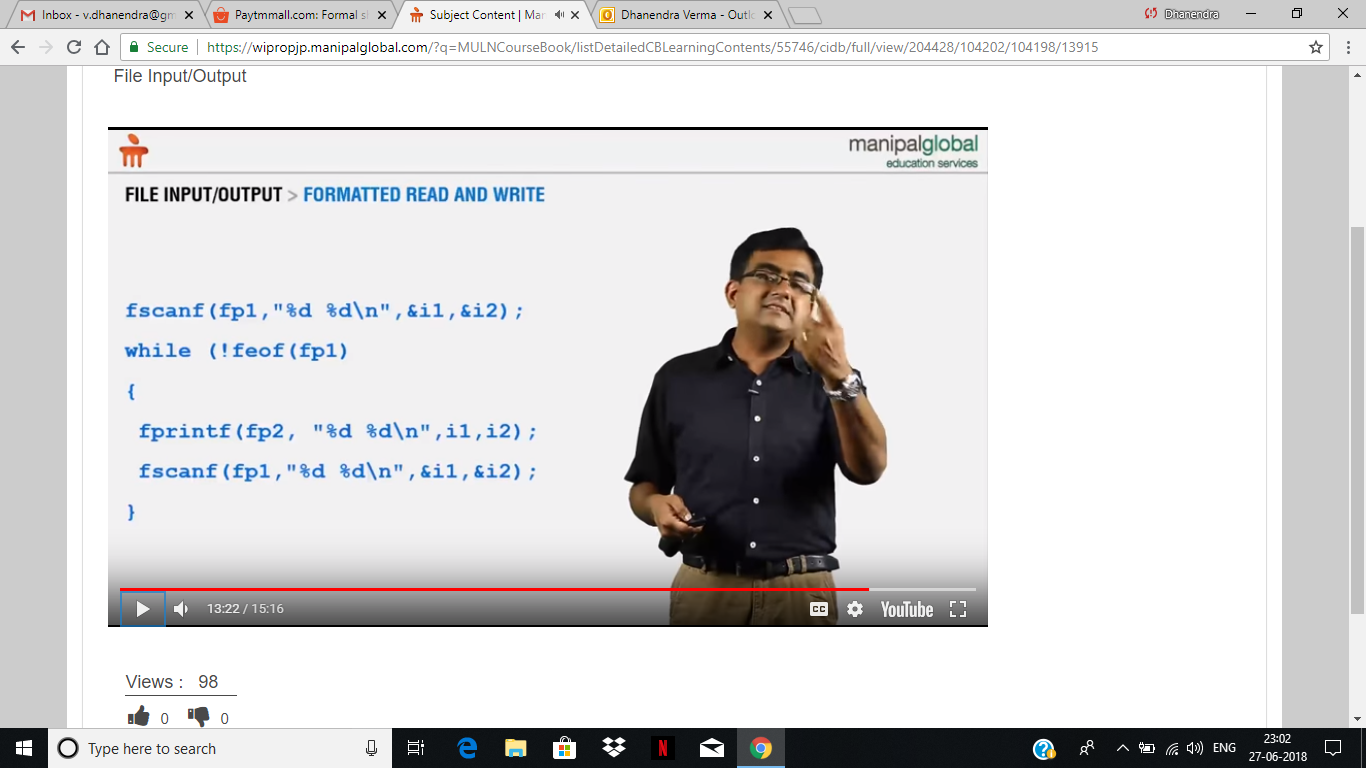 Inbox - v.dhanendra@gm
Paytmmall.com: Formal sh
Subject Content | Man
Dhanendra Verma - Outlo
Dhanendra
Secure
https://wipropjp.manipalglobal.com/?q=MULNCourseBook/listDetailedCBLearningContents/55746/cidb/full/view/204428/104202/104198/13915
File Input/Output
manipalglobal
education services
FILE INPUT/OUTPUT > FORMATTED READ AND WRITE
fscanf(fp1,"%d %d\n",&i1,&i2);
while (!feof(fp1)
{
fprintf(fp2, "%d %d\n",i1,i2);
fscanf(fp1,"%d %d\n",&i1,&i2);
}
13:22 / 15:16
CC
YouTube
Views : 98
0 0
Type here to search
ENG
23:02
27-06-2018